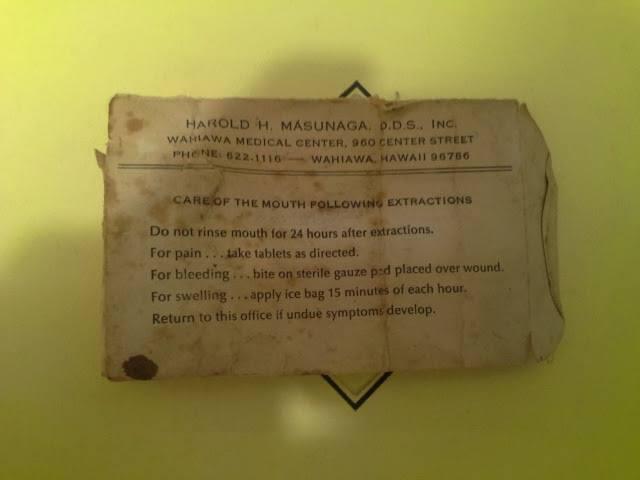 HAROLD H. MASUNAGA, D.D.S., INC.
WAHIAWA MEDICAL CENTER, 960 CENTER STREET
PHONE: 622-1116 — WAHIAWA, HAWAII 96786
CARE OF THE MOUTH FOLLOWING EXTRACTIONS
Do not rinse mouth for 24 hours after extractions.
For pain . . . take tablets as directed.
For bleeding . . . bite on sterile gauze pad placed over wound.
For swelling . . . apply ice bag 15 minutes of each hour.
Return to this office if undue symptoms develop.